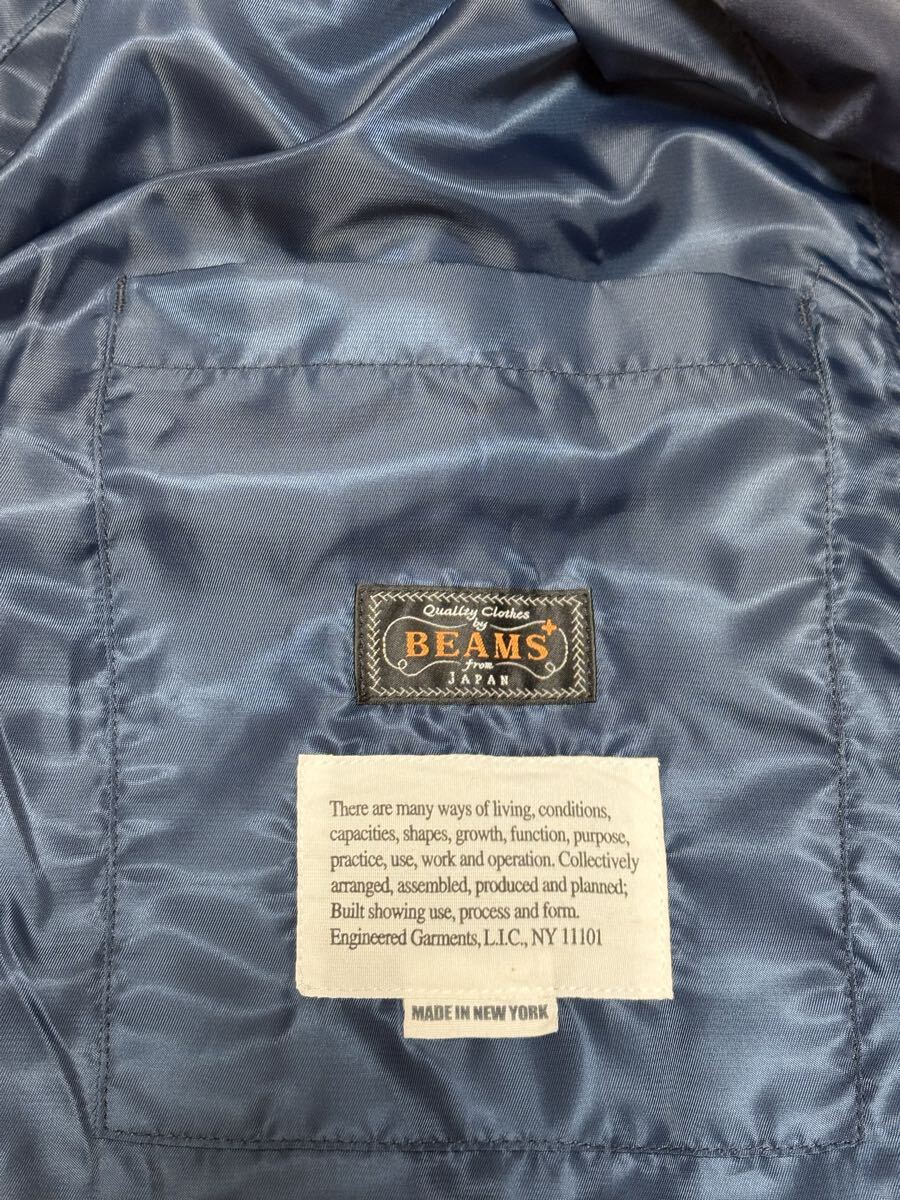 Quality Clothes
by
BEAMS+
from
JAPAN
There are many ways of living, conditions,
capacities, shapes, growth, function, purpose,
practice, use, work and operation. Collectively
arranged, assembled, produced and planned;
Built showing use, process and form.
Engineered Garments, L.I.C., NY 11101
MADE IN NEW YORK